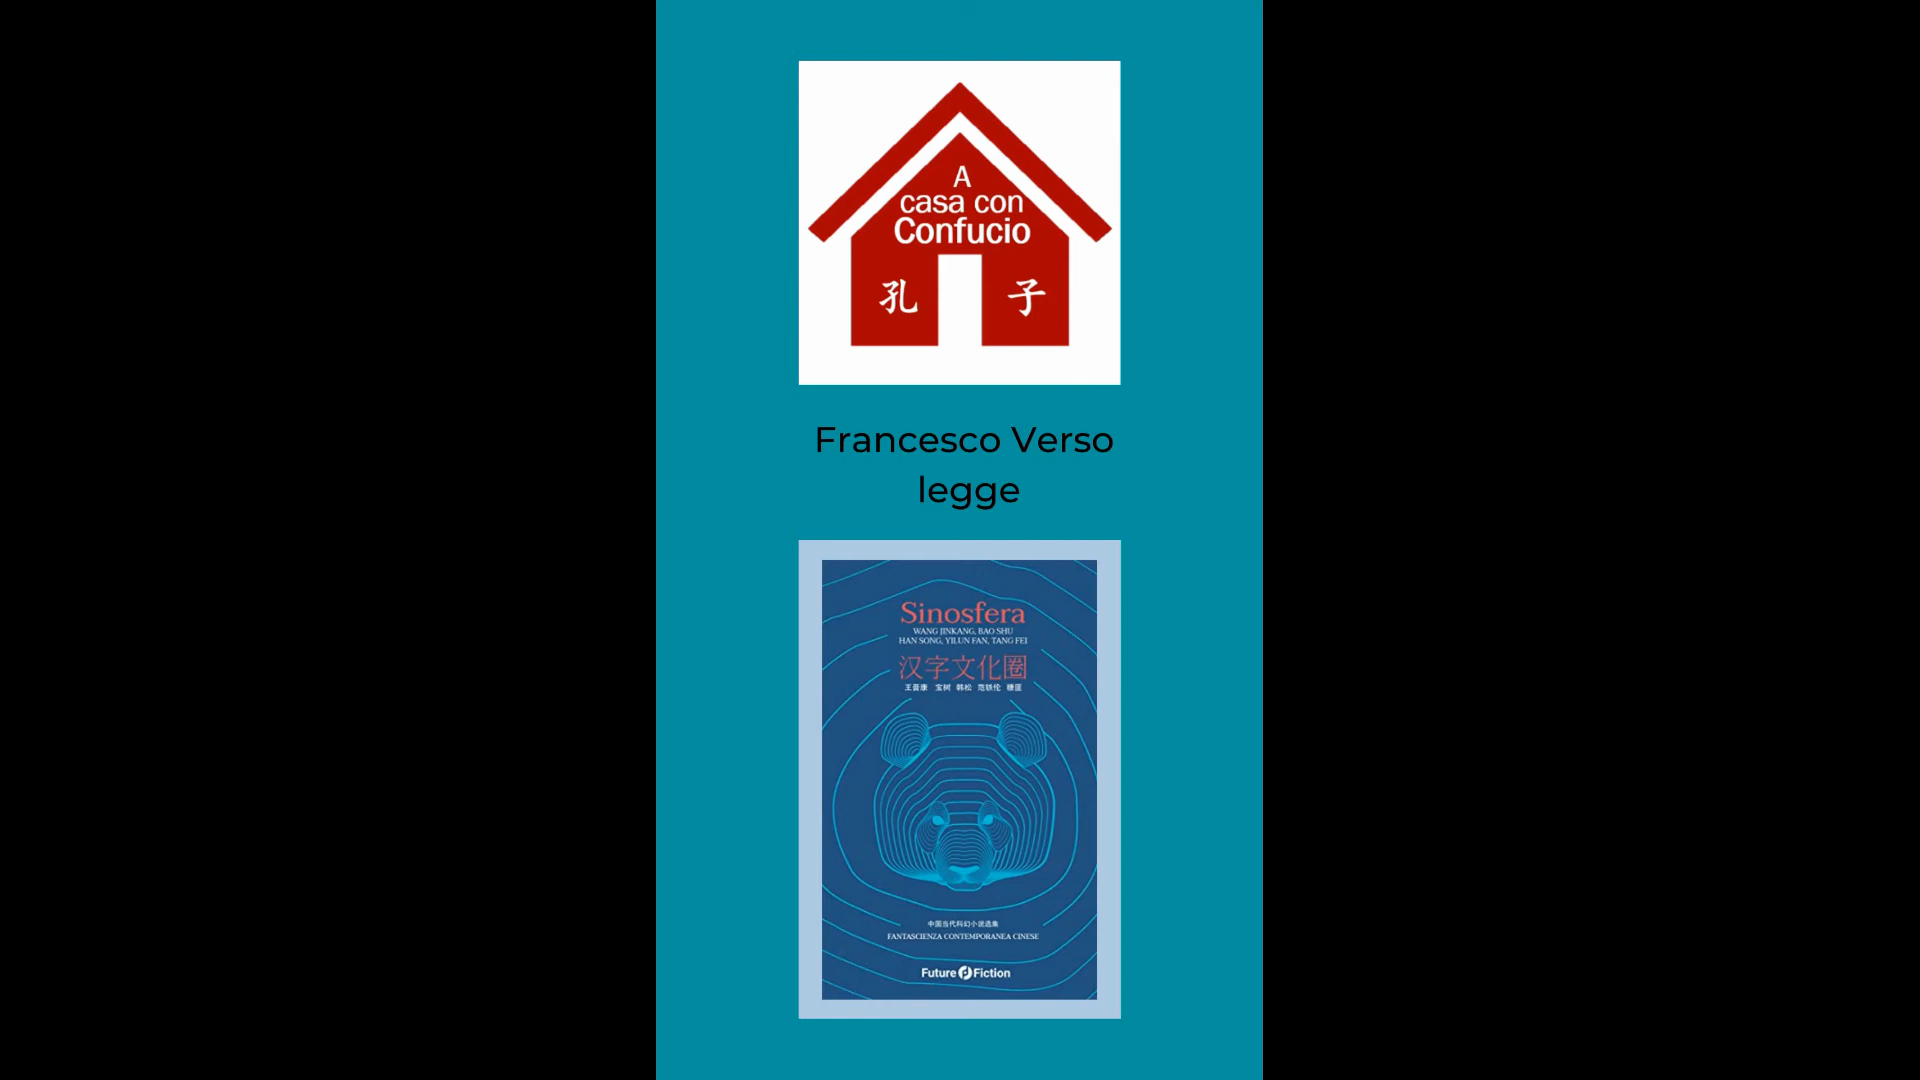 A
casa con
Confucio
孔 子
Francesco Verso
legge
Sinosfera
WANG JINKANG, BAO SHU
HAN SONG, YILUN FAN, TANG FEI
汉字文化圈
王晋康 宝树 韩松 范轶伦 糖匪
中国当代科幻小说选集
FANTASCIENZA CONTEMPORANEA CINESE
Future Fiction